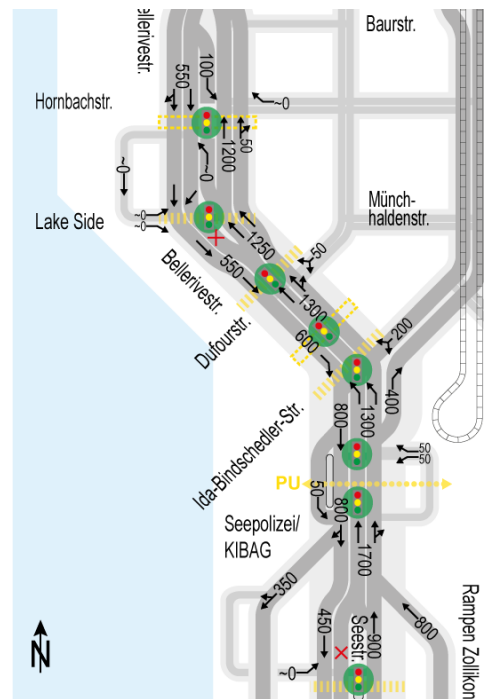 Bellerivestr.
Baurstr.
550
100
Hornbachstr.
~0
50
1200
~0
~0
Münch-
haldenstr.
Lake Side
~0
~0
1250
50
550
Bellerivestr.
1300
Dufourstr.
600
200
400
800
1300
Ida-Bindschedler-Str.
50
50
PU
50
800
Seepolizei/
KIBAG
1700
350
450
Seestr.
900
800
Rampen Zollikon
~0
N